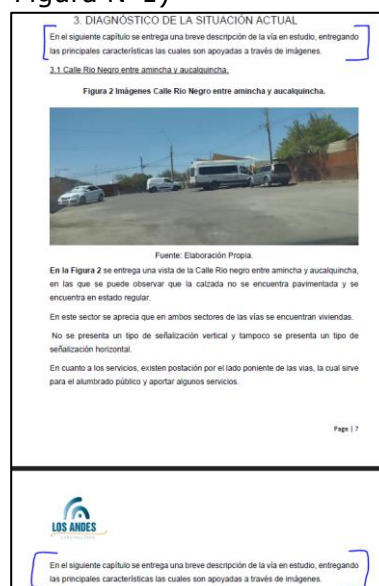 3. DIAGNÓSTICO DE LA SITUACIÓN ACTUAL
En el siguiente capítulo se entrega una breve descripción de la vía en estudio, entregando
las principales características las cuales son apoyadas a través de imágenes.
3.1 Calle Rio Negro entre amincha y aucalquincha.
Figura 2 Imágenes Calle Rio Negro entre amincha y aucalquincha.
Fuente: Elaboración Propia.
En la Figura 2 se entrega una vista de la Calle Rio negro entre amincha y aucalquincha,
en las que se puede observar que la calzada no se encuentra pavimentada y se
encuentra en estado regular.
En este sector se aprecia que en ambos sectores de las vías se encuentran viviendas.
No se presenta un tipo de señalización vertical y tampoco se presenta un tipo de
señalización horizontal.
En cuanto a los servicios, existen postación por el lado poniente de las vias, la cual sirve
para el alumbrado público y aportar algunos servicios.
Page | 7
LOS ANDES
En el siguiente capítulo se entrega una breve descripción de la vía en estudio, entregando
las principales características las cuales son apoyadas a través de imágenes.